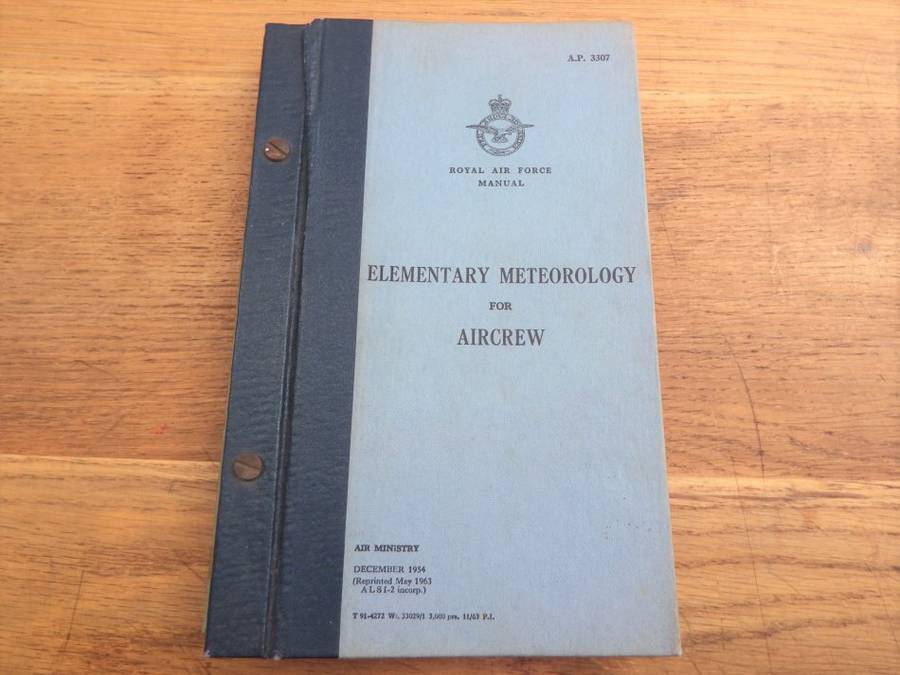 A.P. 3307
ROYAL AIR FORCE
MANUAL
ELEMENTARY METEOROLOGY
FOR
AIRCREW
AIR MINISTRY
DECEMBER 1954
(Reprinted May 1963
A L S 1-2 incorp.)
T 91-4272 Wt. 33029/1 3,000 prs. 11/63 P.I.